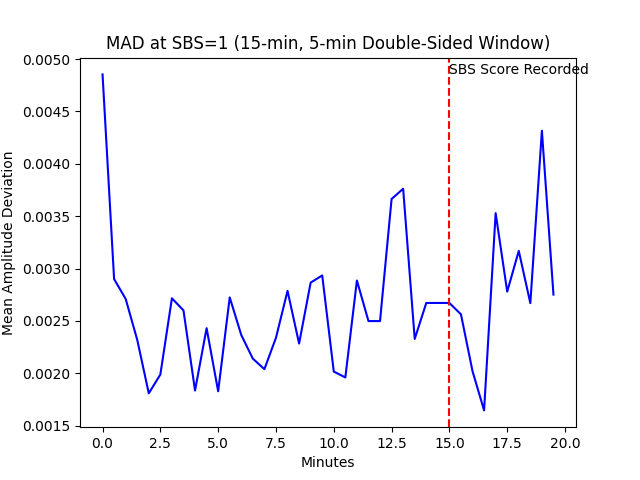 MAD at SBS=1 (15-min, 5-min Double-Sided Window)
SBS Score Recorded
0.0050
0.0045
0.0040
0.0035
0.0030
0.0025
0.0020
0.0015
Mean Amplitude Deviation
0.0 2.5 5.0 7.5 10.0 12.5 15.0 17.5 20.0
Minutes